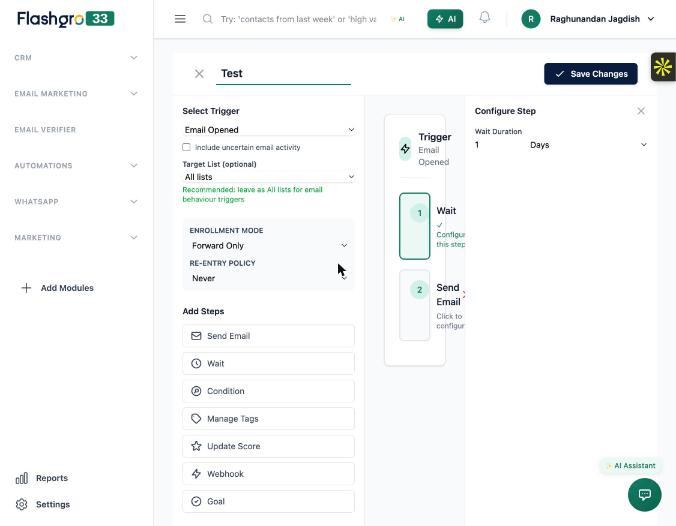 Flashgro 33
Try: 'contacts from last week' or 'high va
AI
AI
R
Raghunandan Jagdish
CRM
EMAIL MARKETING
EMAIL VERIFIER
AUTOMATIONS
WHATSAPP
MARKETING
Add Modules
Reports
Settings
Test
Save Changes
Select Trigger
Email Opened
Include uncertain email activity
Target List (optional)
All lists
Recommended: leave as All lists for email
behaviour triggers
ENROLLMENT MODE
Forward Only
RE-ENTRY POLICY
Never
Add Steps
Send Email
Wait
Condition
Manage Tags
Update Score
Webhook
Goal
Trigger
Email
Opened
1
Wait
✓
Configur
this step
2
Send
Email
Click to
configur
Configure Step
Wait Duration
1
Days
AI Assistant